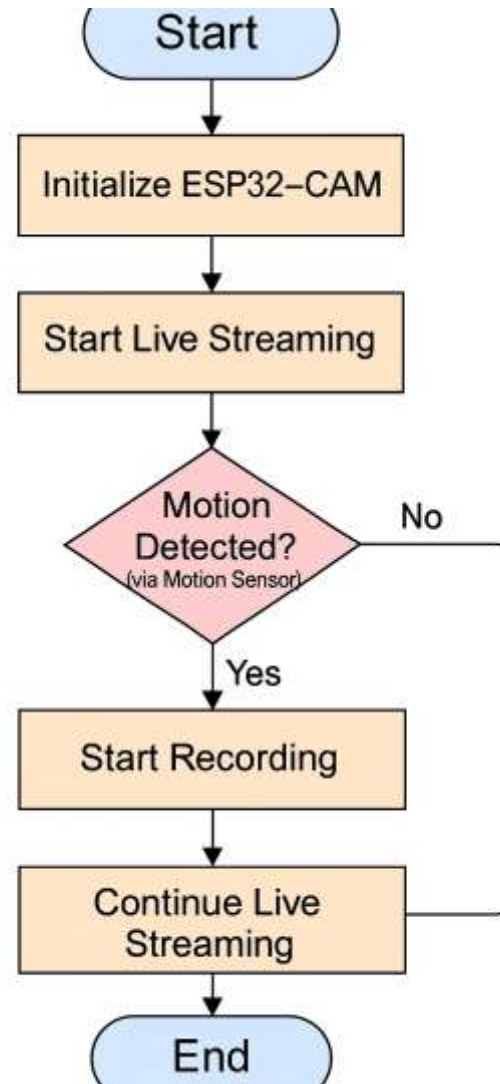 Start
Initialize ESP32–CAM
Start Live Streaming
Motion
Detected?
(via Motion Sensor)
No
Yes
Start Recording
Continue Live
Streaming
End